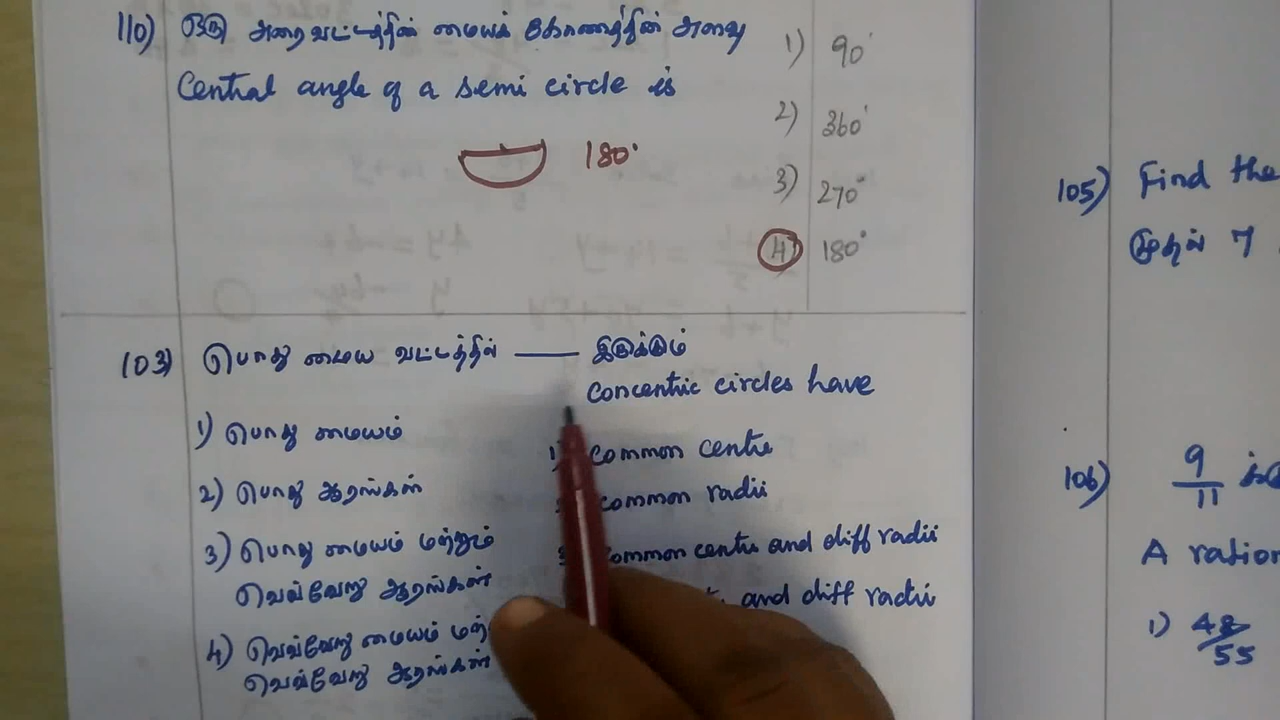 110) ஒரு அரைவட்டத்தின் மையக் கோணத்தின் அளவு
Central angle of a semi circle is
180°
1) 90°
2) 360°
3) 270°
4) 180°
103) பொது மைய வட்டத்தில் ——— இருக்கும்
Concentric circles have
1) பொது மையம்
2) பொது ஆரங்கள்
3) பொது மையம் மற்றும்
வெவ்வேறு ஆரங்கள்
4) வெவ்வேறு மையம்
வெவ்வேறு ஆரங்கள்
1) common centre
common radii
common centre and diff radii
and diff radii
105) Find the
முதல் 7
106) 9/11
A ration
1) 48/55